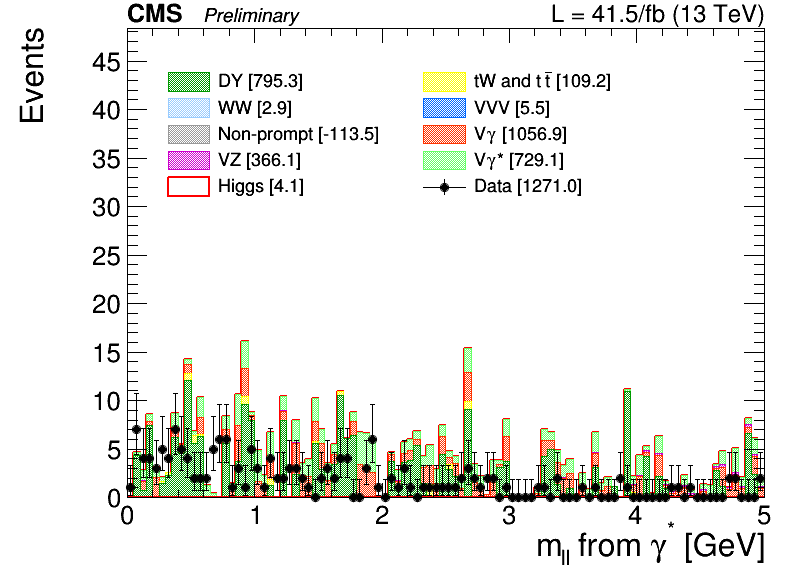 CMS Preliminary L = 41.5/fb (13 TeV)
Events
45
40
35
30
25
20
15
10
5
0
DY [795.3]
WW [2.9]
Non-prompt [-113.5]
VZ [366.1]
Higgs [4.1]
tW and tt̅ [109.2]
VVV [5.5]
Vγ [1056.9]
Vγ* [729.1]
Data [1271.0]
0 1 2 3 4 5
m_ll from γ* [GeV]